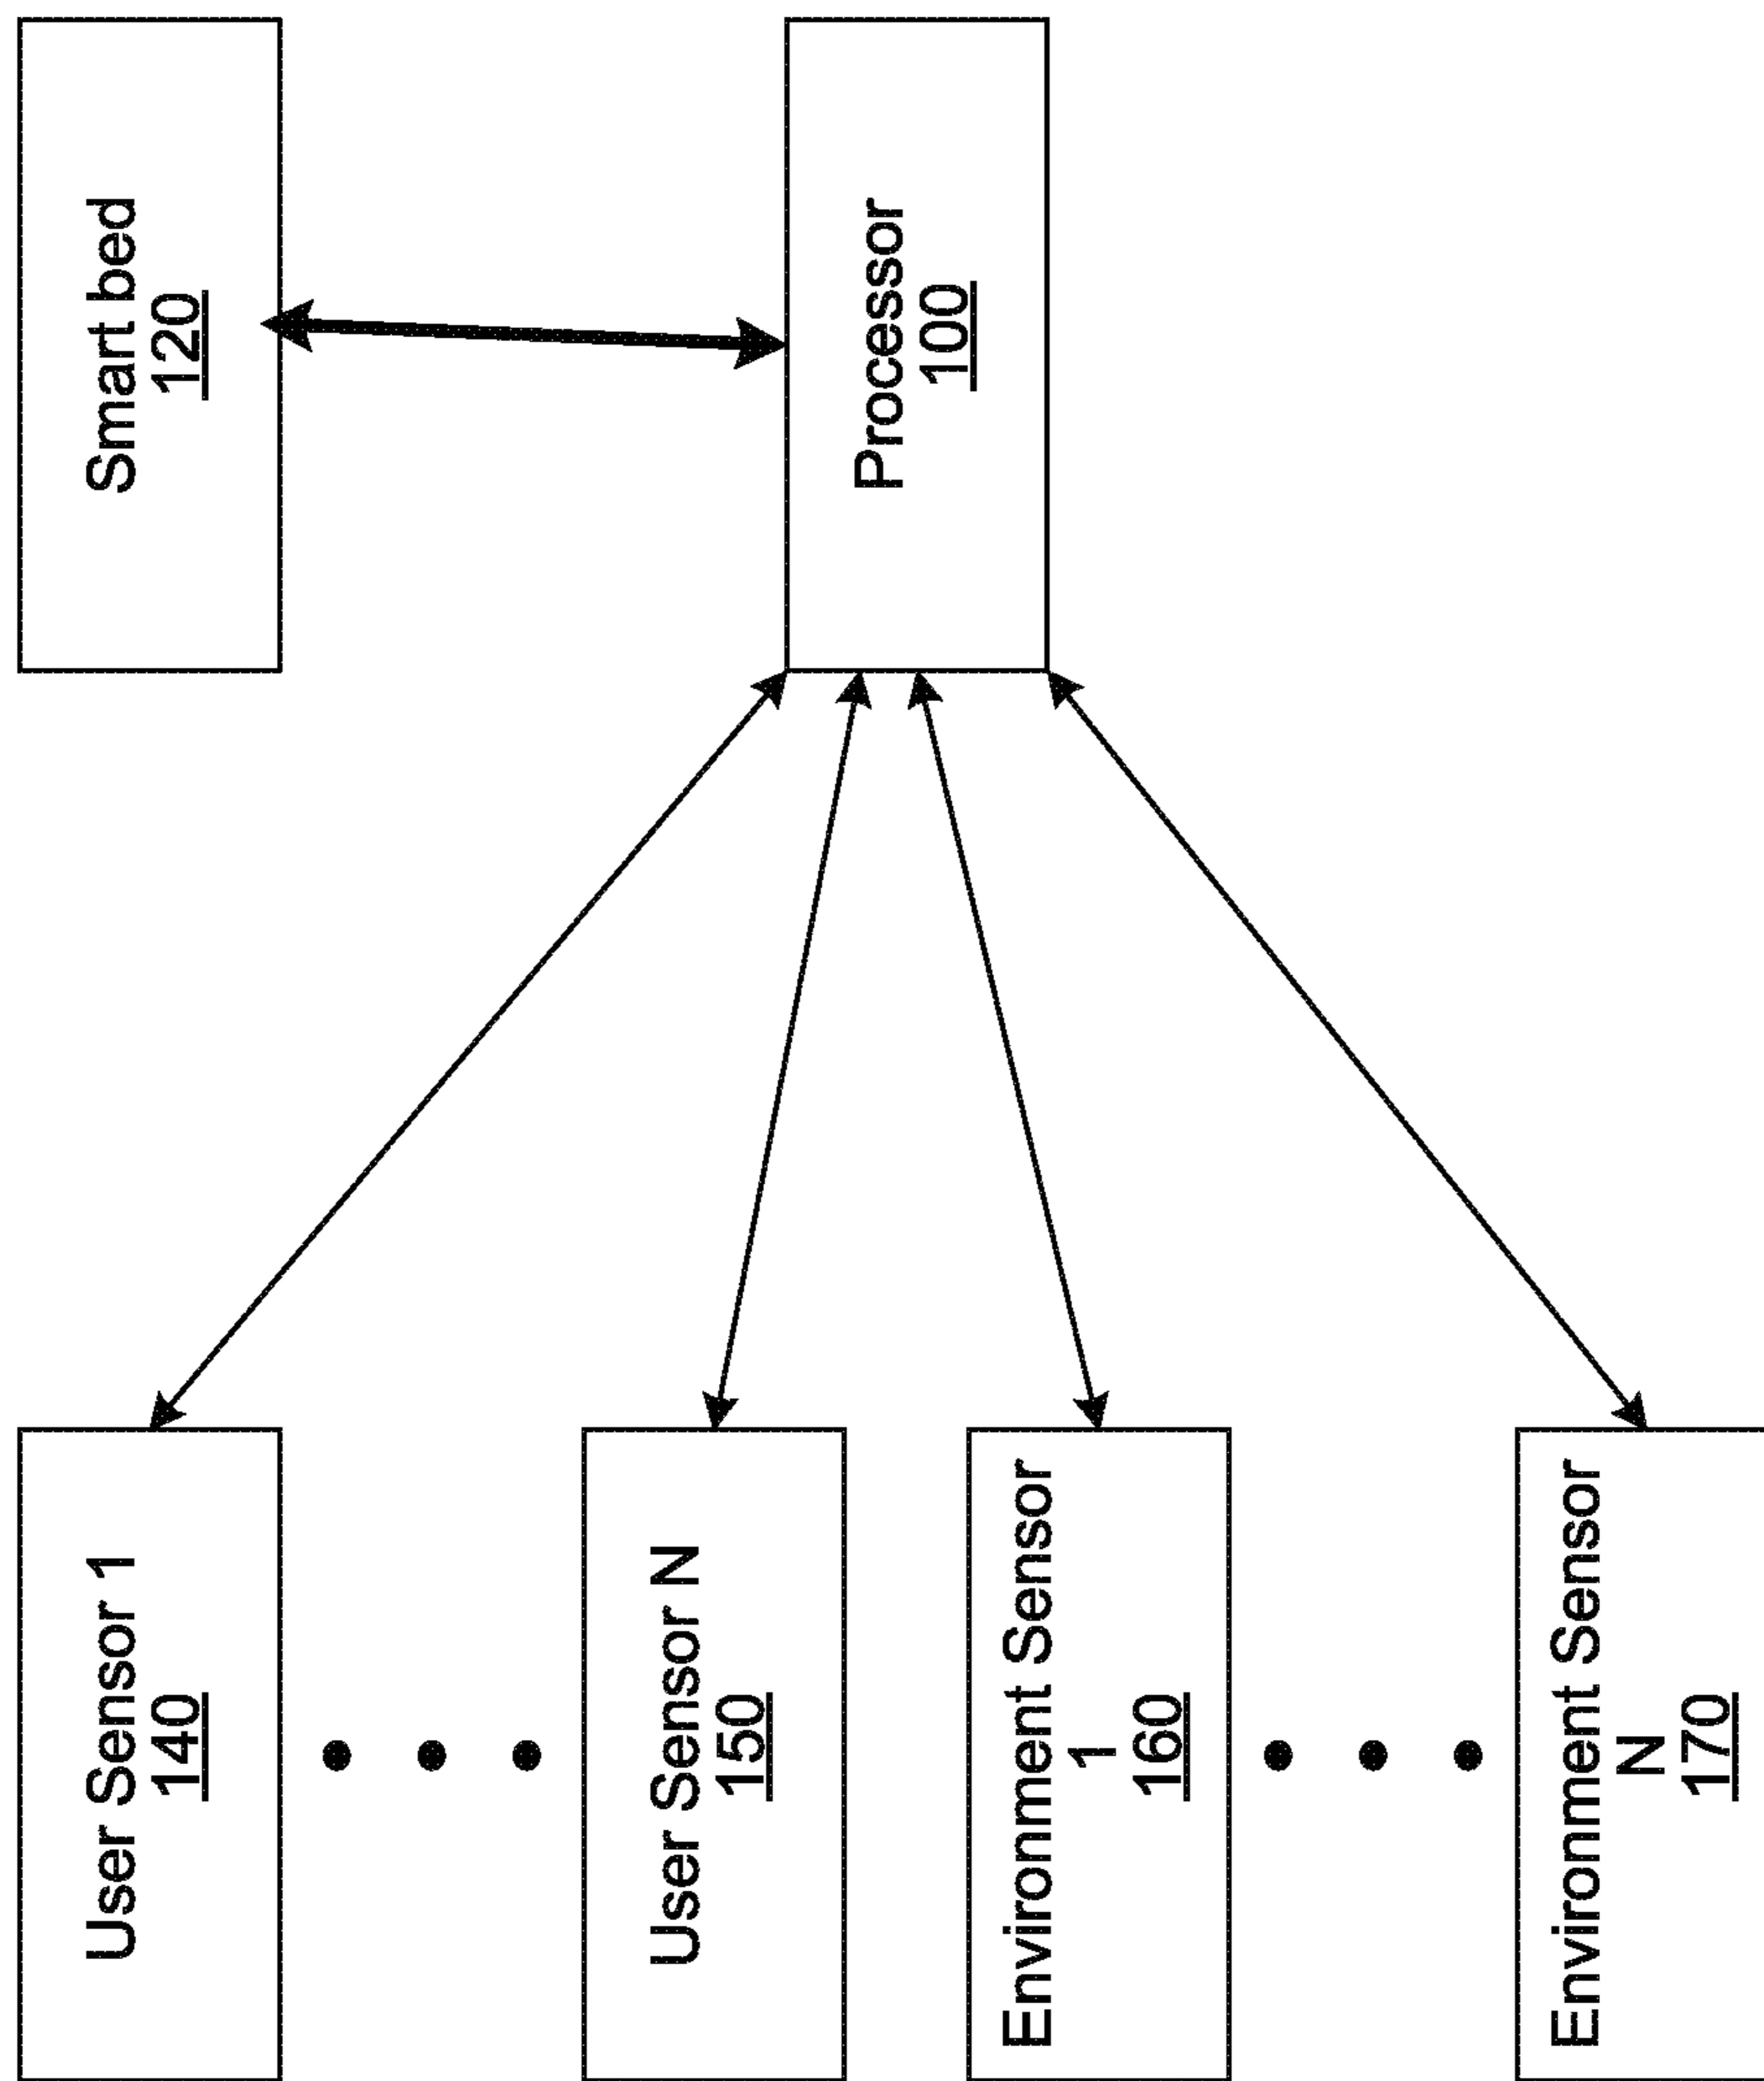 User Sensor 1
140
User Sensor N
150
Environment Sensor
1
160
Environment Sensor
N
170
Smart bed
120
Processor
100